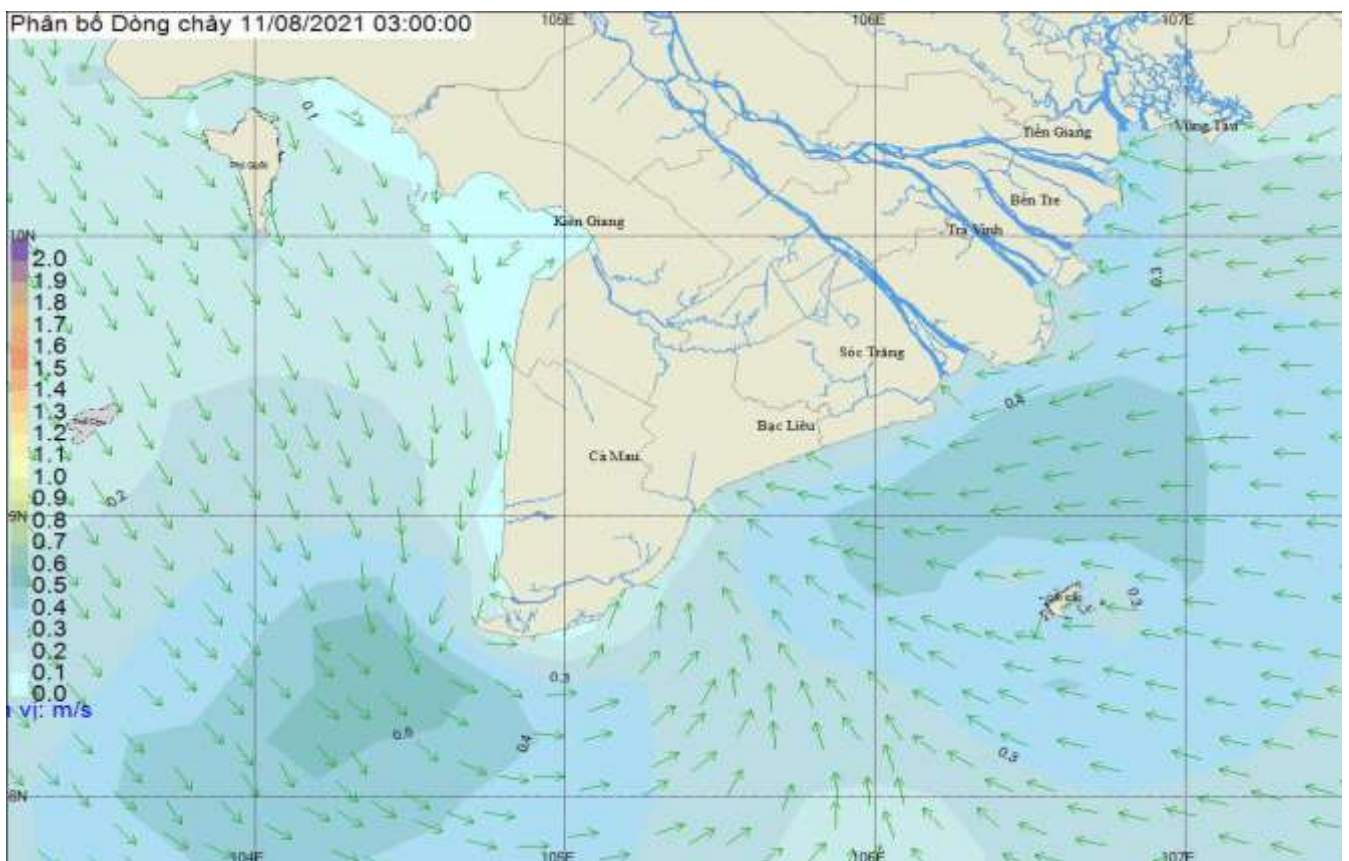 Phân bố Dòng chảy 11/08/2021 03:00:00
105E
106E
107E
0.1
Tiền Giang
Vũng Tàu
Bến Tre
Kiên Giang
Trà Vinh
10N
0.3
2.0
1.9
1.8
1.7
1.6
1.5
1.4
1.3
1.2
1.1
1.0
0.9
0.8
0.7
0.6
0.5
0.4
0.3
0.2
0.1
0.0
n vị: m/s
Sóc Trăng
Bạc Liêu
Cà Mau
0.2
9N
0.3
0.5
0.4
0.3
8N
104E
105E
106E
107E